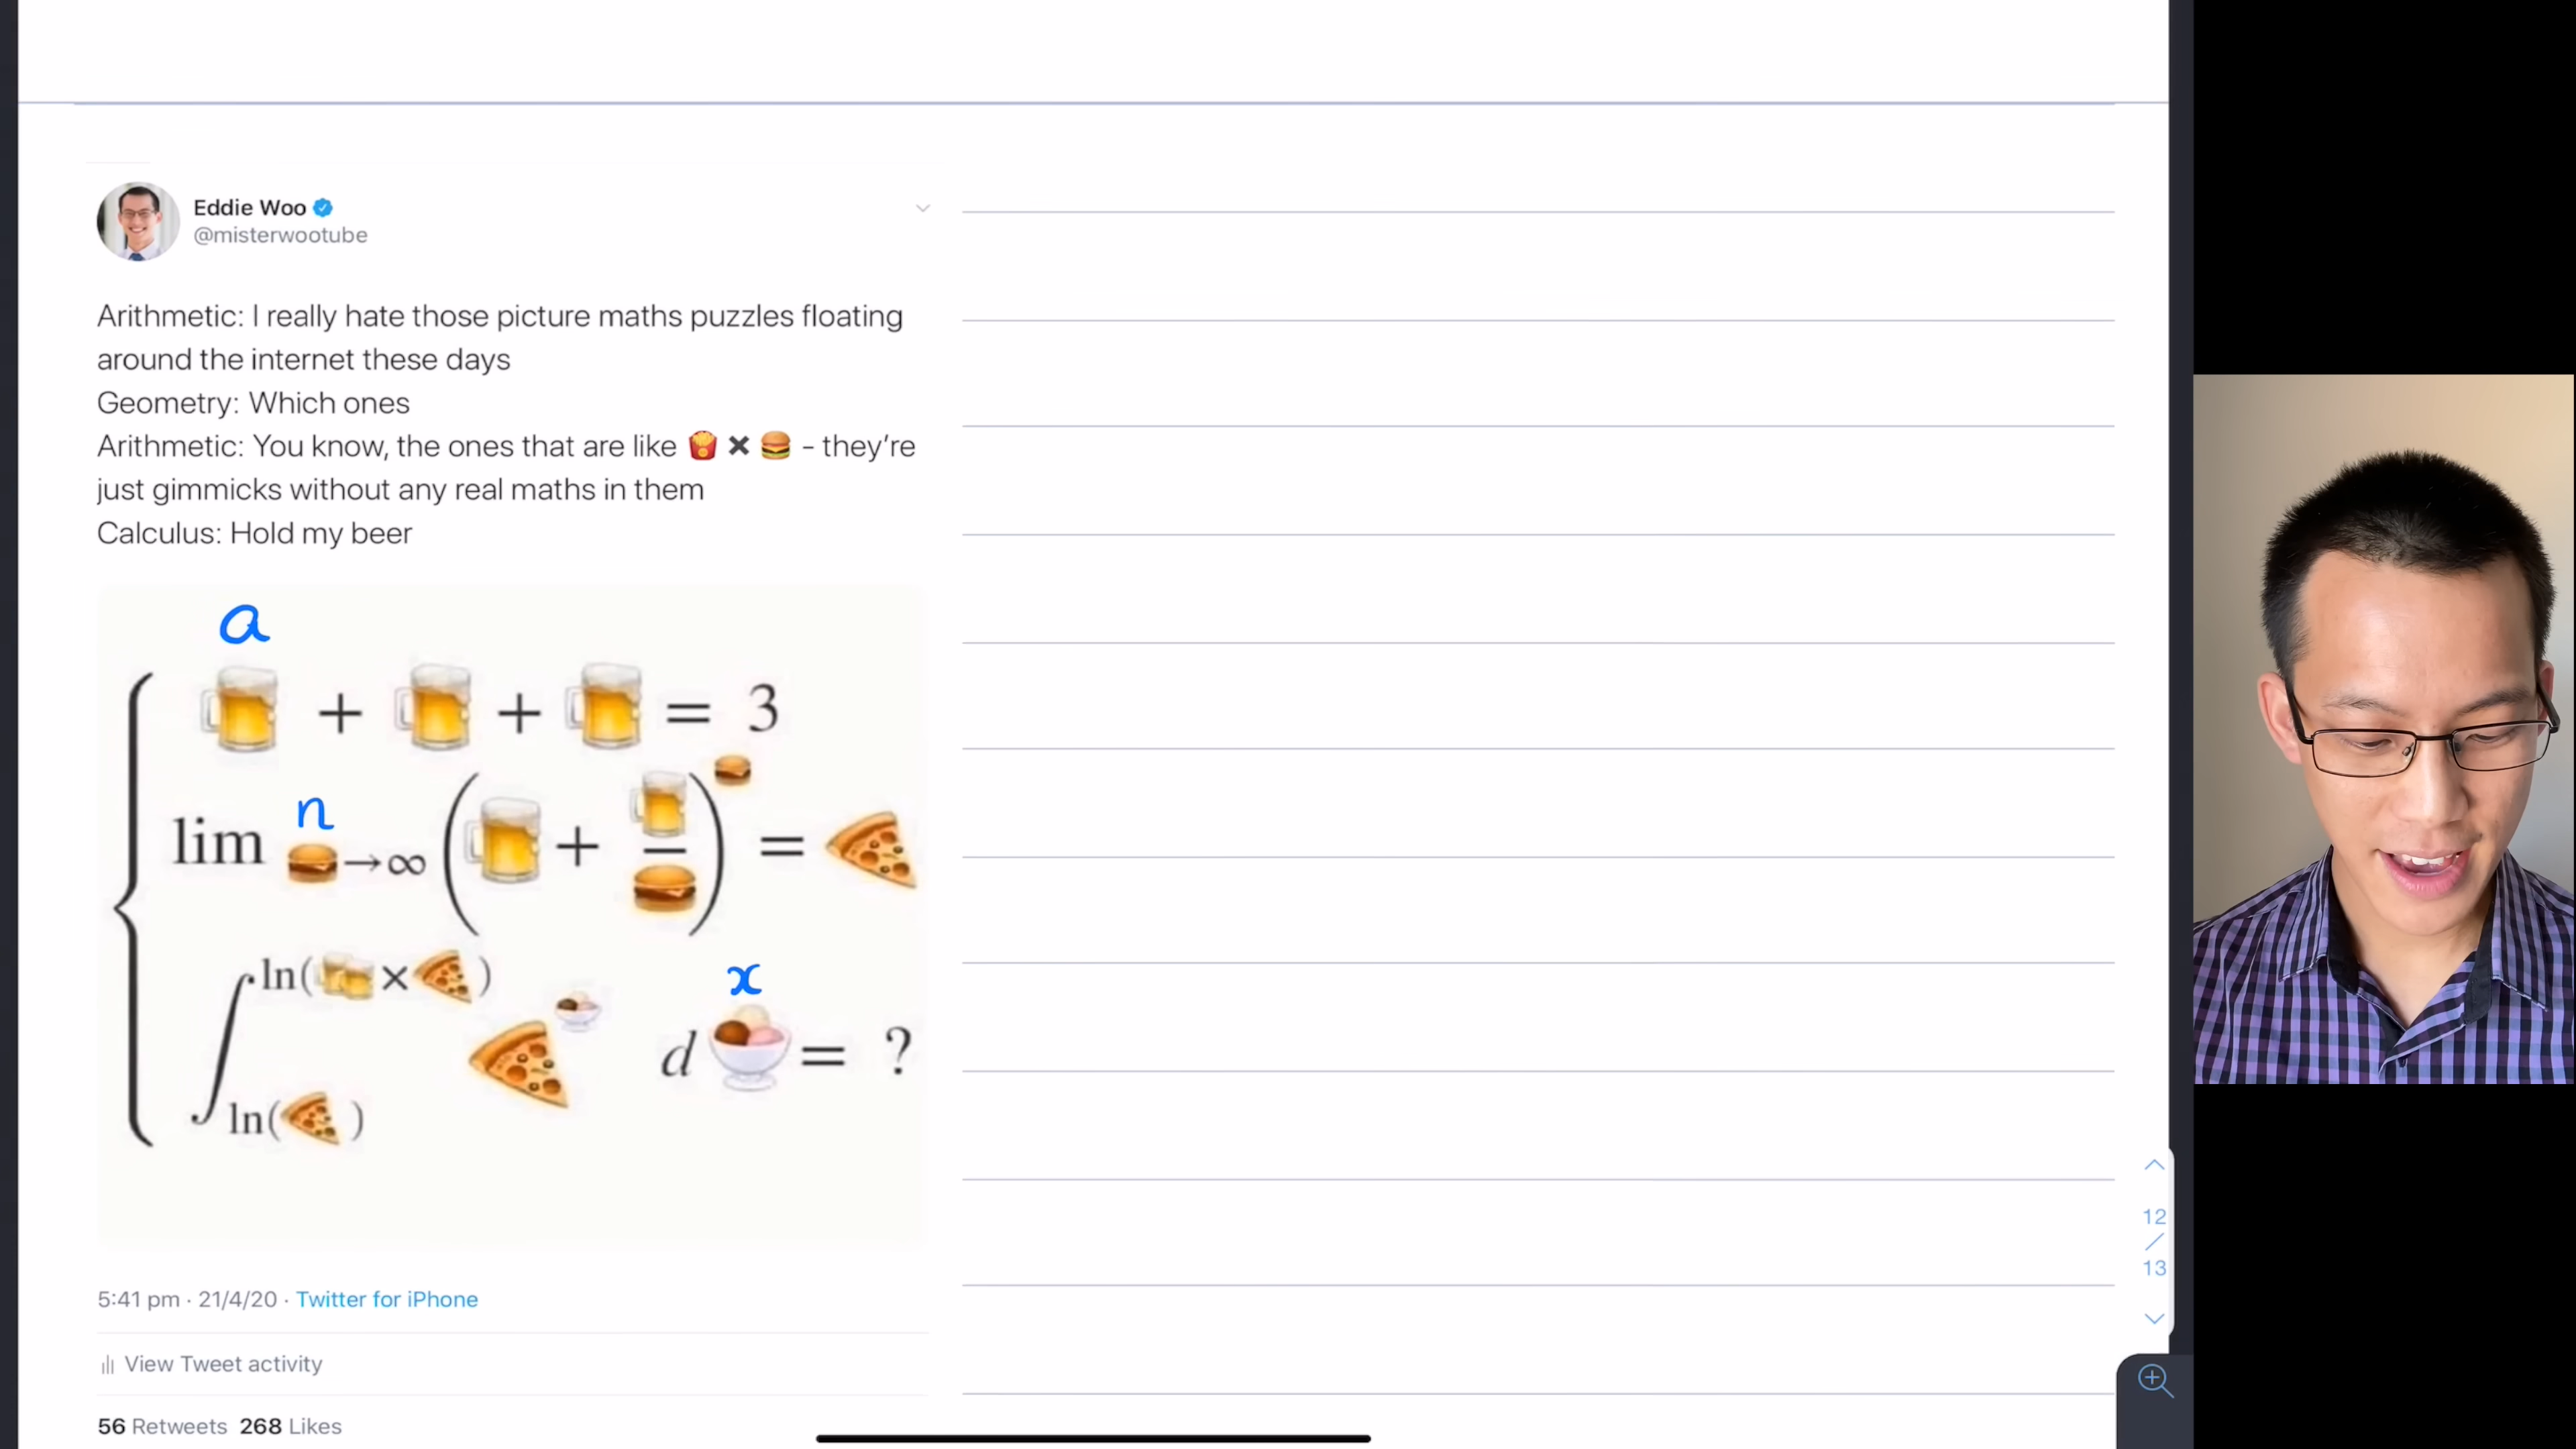 Eddie Woo
@misterwootube
Arithmetic: I really hate those picture maths puzzles floating
around the internet these days
Geometry: Which ones
Arithmetic: You know, the ones that are like 🍟 ✖ 🍔 – they're
just gimmicks without any real maths in them
Calculus: Hold my beer
a
🍺 + 🍺 + 🍺 = 3
n
lim 🍔→∞ (🍺 + 🍺/🍔)^🍔 = 🍕
x
∫ ln(🍻×🍕) 🍕^🍨 d🍨 = ?
ln(🍕)
5:41 pm · 21/4/20 · Twitter for iPhone
View Tweet activity
56 Retweets 268 Likes
12
/
13